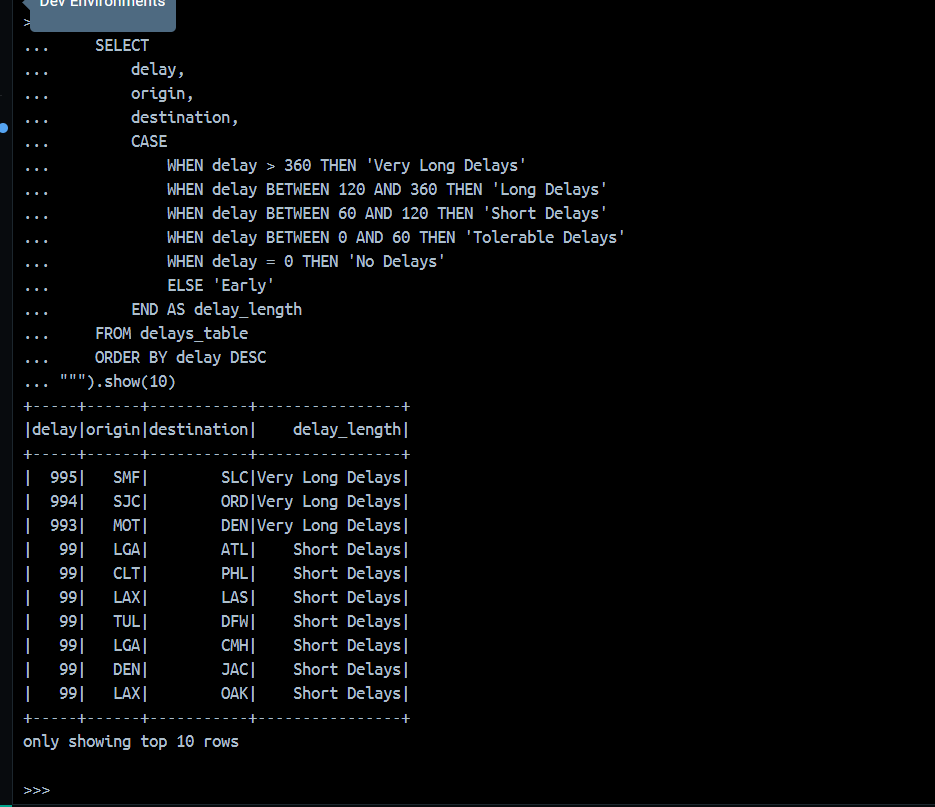 Dev Environments
>
... SELECT
... delay,
... origin,
... destination,
... CASE
... WHEN delay > 360 THEN 'Very Long Delays'
... WHEN delay BETWEEN 120 AND 360 THEN 'Long Delays'
... WHEN delay BETWEEN 60 AND 120 THEN 'Short Delays'
... WHEN delay BETWEEN 0 AND 60 THEN 'Tolerable Delays'
... WHEN delay = 0 THEN 'No Delays'
... ELSE 'Early'
... END AS delay_length
... FROM delays_table
... ORDER BY delay DESC
... """).show(10)
+-----+------+-----------+----------------+
|delay|origin|destination|    delay_length|
+-----+------+-----------+----------------+
|  995|   SMF|        SLC|Very Long Delays|
|  994|   SJC|        ORD|Very Long Delays|
|  993|   MOT|        DEN|Very Long Delays|
|   99|   LGA|        ATL|    Short Delays|
|   99|   CLT|        PHL|    Short Delays|
|   99|   LAX|        LAS|    Short Delays|
|   99|   TUL|        DFW|    Short Delays|
|   99|   LGA|        CMH|    Short Delays|
|   99|   DEN|        JAC|    Short Delays|
|   99|   LAX|        OAK|    Short Delays|
+-----+------+-----------+----------------+
only showing top 10 rows
>>>